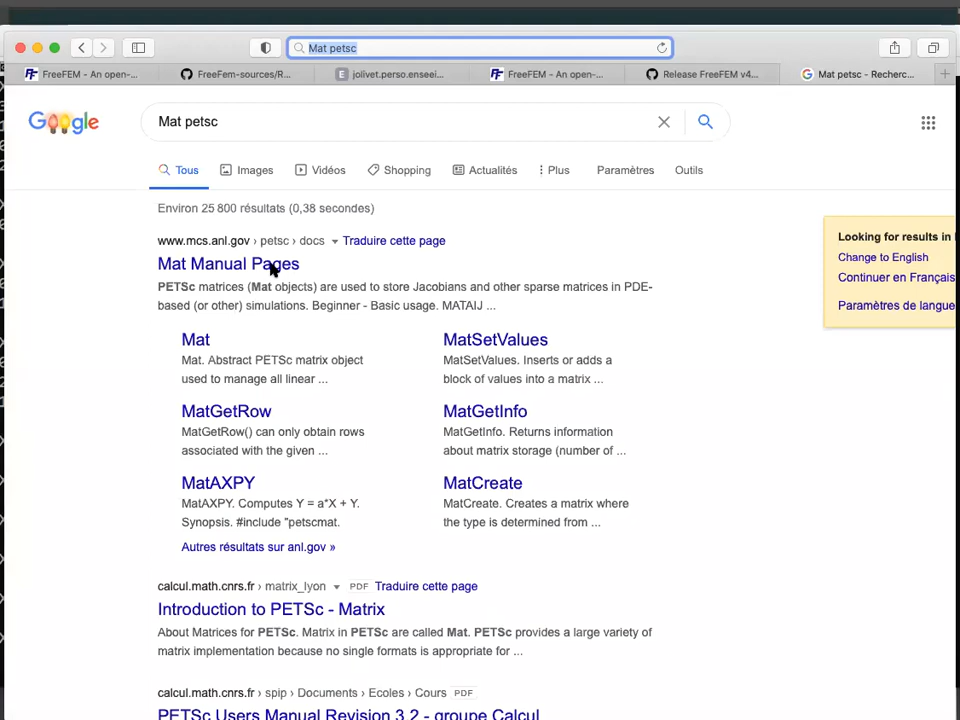 Mat petsc
FreeFEM - An open-...
FreeFem-sources/R...
jolivet.perso.enseei...
FreeFEM - An open-...
Release FreeFEM v4...
Mat petsc - Recherc...
Google
Mat petsc
Tous
Images
Vidéos
Shopping
Actualités
Plus
Paramètres
Outils
Environ 25 800 résultats (0,38 secondes)
www.mcs.anl.gov › petsc › docs Traduire cette page
Mat Manual Pages
PETSc matrices (Mat objects) are used to store Jacobians and other sparse matrices in PDE-
based (or other) simulations. Beginner - Basic usage. MATAIJ ...
Mat
Mat. Abstract PETSc matrix object
used to manage all linear ...
MatSetValues
MatSetValues. Inserts or adds a
block of values into a matrix ...
MatGetRow
MatGetRow() can only obtain rows
associated with the given ...
MatGetInfo
MatGetInfo. Returns information
about matrix storage (number of ...
MatAXPY
MatAXPY. Computes Y = a*X + Y.
Synopsis. #include "petscmat.
MatCreate
MatCreate. Creates a matrix where
the type is determined from ...
Autres résultats sur anl.gov »
calcul.math.cnrs.fr › matrix_lyon PDF Traduire cette page
Introduction to PETSc - Matrix
About Matrices for PETSc. Matrix in PETSc are called Mat. PETSc provides a large variety of
matrix implementation because no single formats is appropriate for ...
calcul.math.cnrs.fr › spip › Documents › Ecoles › Cours PDF
PETSc Users Manual Revision 3.2 - groupe Calcul
Looking for results in
Change to English
Continuer en Français
Paramètres de langue